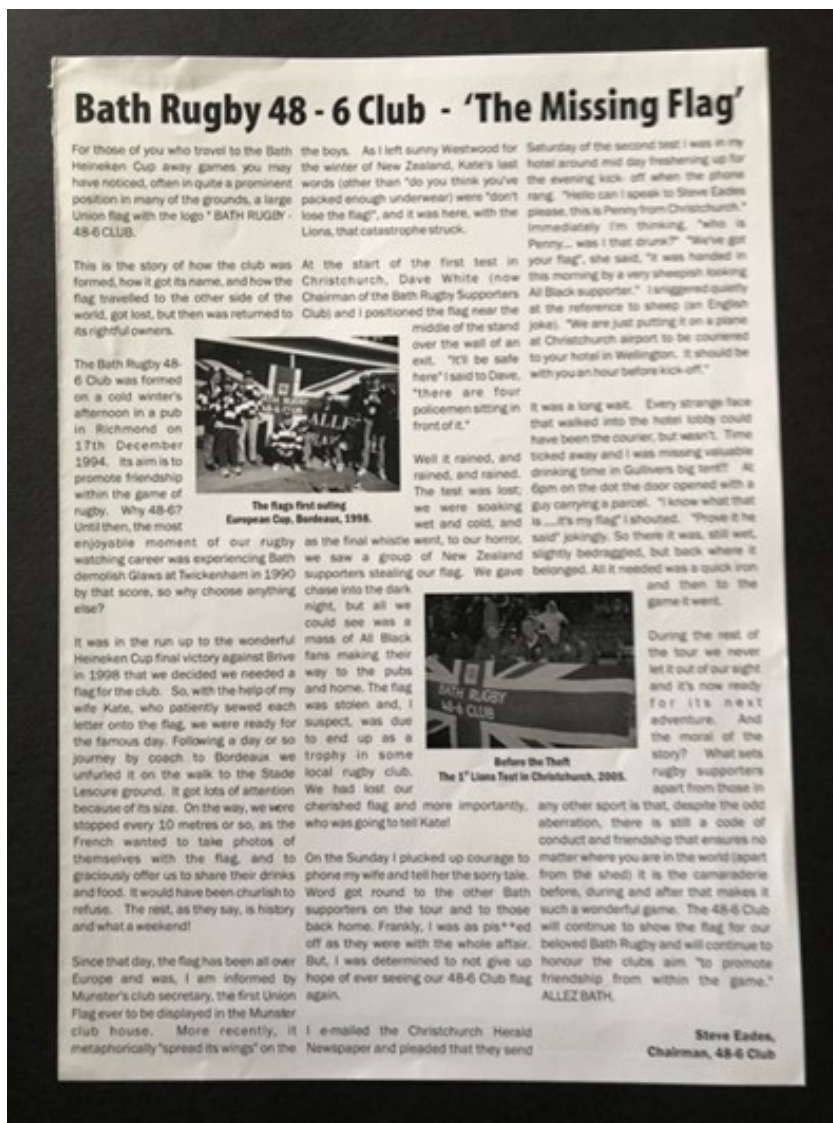 Bath Rugby 48 - 6 Club - 'The Missing Flag'
For those of you who travel to the Bath
Heineken Cup away games you may
have noticed, often in quite a prominent
position in many of the grounds, a large
Union flag with the logo " BATH RUGBY -
48-6 CLUB.
This is the story of how the club was
formed, how it got its name, and how the
flag travelled to the other side of the
world, got lost, but then was returned to
its rightful owners.
The Bath Rugby 48-
6 Club was formed
on a cold winter's
afternoon in a pub
in Richmond on
17th December
1994. Its aim is to
promote friendship
within the game of
rugby. Why 48-6?
Until then, the most
enjoyable moment of our rugby
watching career was experiencing Bath
demolish Glaws at Twickenham in 1990
by that score, so why choose anything
else?
It was in the run up to the wonderful
Heineken Cup final victory against Brive
in 1998 that we decided we needed a
flag for the club. So, with the help of my
wife Kate, who patiently sewed each
letter onto the flag, we were ready for
the famous day. Following a day or so
journey by coach to Bordeaux we
unfurled it on the walk to the Stade
Lescure ground. It got lots of attention
because of its size. On the way, we were
stopped every 10 metres or so, as the
French wanted to take photos of
themselves with the flag, and to
graciously offer us to share their drinks
and food. It would have been churlish to
refuse. The rest, as they say, is history
and what a weekend!
Since that day, the flag has been all over
Europe and was, I am informed by
Munster's club secretary, the first Union
Flag ever to be displayed in the Munster
club house. More recently, it
metaphorically "spread its wings" on the
the boys. As I left sunny Westwood for
the winter of New Zealand, Kate's last
words (other than "do you think you've
packed enough underwear) were "don't
lose the flag!", and it was here, with the
Lions, that catastrophe struck.
At the start of the first test in
Christchurch, Dave White (now
Chairman of the Bath Rugby Supporters
Club) and I positioned the flag near the
middle of the stand
over the wall of an
exit. "It'll be safe
here" I said to Dave,
"there are four
policemen sitting in
front of it."
Well it rained, and
rained, and rained.
The test was lost;
we were soaking
wet and cold, and
as the final whistle went, to our horror,
we saw a group of New Zealand
supporters stealing our flag. We gave
chase into the dark
night, but all we
could see was a
mass of All Black
fans making their
way to the pubs
and home. The flag
was stolen and, I
suspect, was due
to end up as a
trophy in some
local rugby club.
We had lost our
cherished flag and more importantly,
who was going to tell Kate!
On the Sunday I plucked up courage to
phone my wife and tell her the sorry tale.
Word got round to the other Bath
supporters on the tour and to those
back home. Frankly, I was as pis**ed
off as they were with the whole affair.
But, I was determined to not give up
hope of ever seeing our 48-6 Club flag
again.
I e-mailed the Christchurch Herald
Newspaper and pleaded that they send
Saturday of the second test I was in my
hotel around mid day freshening up for
the evening kick- off when the phone
rang. "Hello can I speak to Steve Eades
please, this is Penny from Christchurch."
Immediately I'm thinking, "who is
Penny... was I that drunk?" "We've got
your flag", she said, "it was handed in
this morning by a very sheepish looking
All Black supporter." I sniggered quietly
at the reference to sheep (an English
joke). "We are just putting it on a plane
at Christchurch airport to be couriered
to your hotel in Wellington. It should be
with you an hour before kick-off."
It was a long wait. Every strange face
that walked into the hotel lobby could
have been the courier, but wasn't. Time
ticked away and I was missing valuable
drinking time in Gullivers big tent!! At
6pm on the dot the door opened with a
guy carrying a parcel. "I know what that
is ....it's my flag" I shouted. "Prove it he
said" jokingly. So there it was, still wet,
slightly bedraggled, but back where it
belonged. All it needed was a quick iron
and then to the
game it went.
During the rest of
the tour we never
let it out of our sight
and it's now ready
for its next
adventure. And
the moral of the
story? What sets
rugby supporters
apart from those in
any other sport is that, despite the odd
aberration, there is still a code of
conduct and friendship that ensures no
matter where you are in the world (apart
from the shed) it is the camaraderie
before, during and after that makes it
such a wonderful game. The 48-6 Club
will continue to show the flag for our
beloved Bath Rugby and will continue to
honour the clubs aim "to promote
friendship from within the game."
ALLEZ BATH.
Steve Eades,
Chairman, 48-6 Club
BATH RUGBY
48-6 CLUB
ALLE
The flags first outing
European Cup, Bordeaux, 1998.
BATH RUGBY
48-6 CLUB
Before the Theft
The 1st Lions Test in Christchurch, 2005.